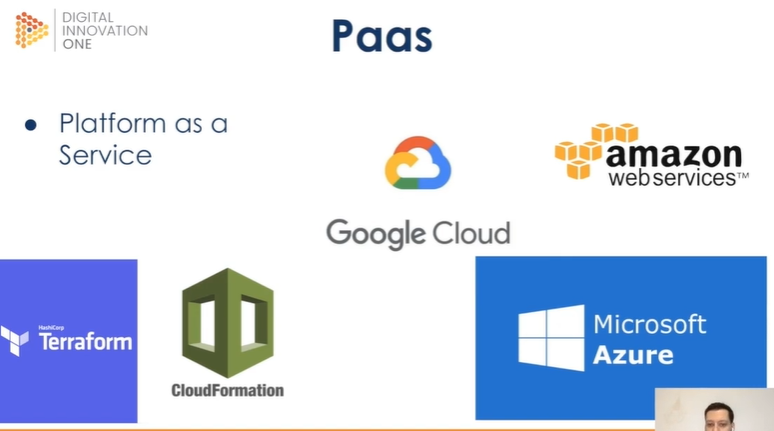 DIGITAL
INNOVATION
ONE
Paas
● Platform as a
Service
Google Cloud
amazon
webservices™
HashiCorp
Terraform
CloudFormation
Microsoft
Azure